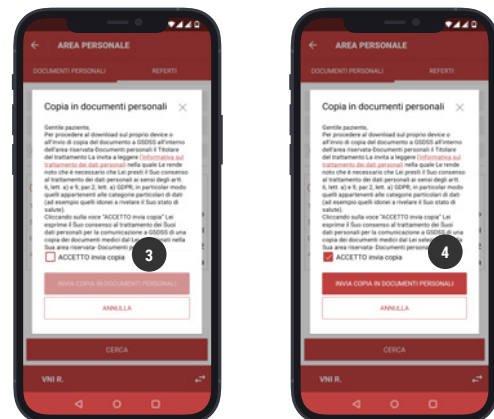 AREA PERSONALE
DOCUMENTI PERSONALI REFERTI
Copia in documenti personali
Gentile paziente,
Per procedere al download sul proprio device o
all'invio di copia del documento a GSDSS all'interno
dell'area riservata-Documenti personali il Titolare
del trattamento La invita a leggere l'informativa sul
trattamento dei dati personali nella quale Le rende
noto che è necessario che Lei presti il Suo consenso
al trattamento dei dati personali ai sensi degli artt.
6, lett. a) e 9, par.2, lett. a) GDPR, in particolar modo
quelli appartenenti alle categorie particolari di dati
(ad esempio quelli idonei a rivelare il Suo stato di
salute).
Cliccando sulla voce "ACCETTO invia copia" Lei
esprime il Suo consenso al trattamento dei Suoi
dati personali per la comunicazione a GSDSS di una
copia dei documenti medici dal Lei nella
Sua area riservata- Documenti
ACCETTO invia copia
3
INVIA COPIA IN DOCUMENTI PERSONALI
ANNULLA
CERCA
VNI R.
AREA PERSONALE
DOCUMENTI PERSONALI REFERTI
Copia in documenti personali
Gentile paziente,
Per procedere al download sul proprio device o
all'invio di copia del documento a GSDSS all'interno
dell'area riservata-Documenti personali il Titolare
del trattamento La invita a leggere l'informativa sul
trattamento dei dati personali nella quale Le rende
noto che è necessario che Lei presti il Suo consenso
al trattamento dei dati personali ai sensi degli artt.
6, lett. a) e 9, par.2, lett. a) GDPR, in particolar modo
quelli appartenenti alle categorie particolari di dati
(ad esempio quelli idonei a rivelare il Suo stato di
salute).
Cliccando sulla voce "ACCETTO invia copia" Lei
esprime il Suo consenso al trattamento dei Suoi
dati personali per la comunicazione a GSDSS di una
copia dei documenti medici dal Lei
Sua area riservata- Documenti
ACCETTO invia copia
4
INVIA COPIA IN DOCUMENTI PERSONALI
ANNULLA
CERCA
VNI R.